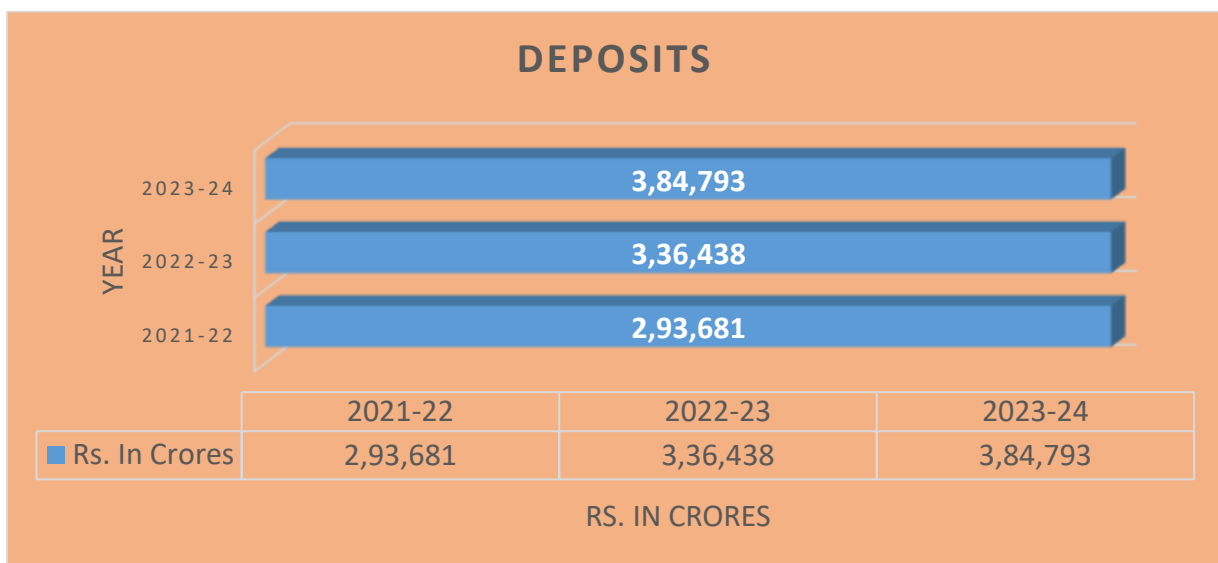 DEPOSITS
YEAR
2023-24
3,84,793
2022-23
3,36,438
2021-22
2,93,681
2021-22 2022-23 2023-24
Rs. In Crores 2,93,681 3,36,438 3,84,793
RS. IN CRORES